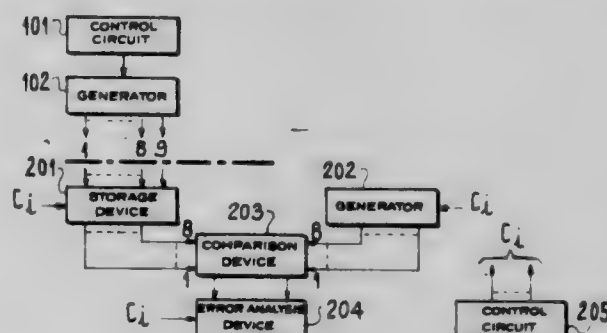 101
CONTROL
CIRCUIT
102
GENERATOR
1 8 9
201
202
Ci
STORAGE
DEVICE
GENERATOR
Ci
203
8
COMPARISON
DEVICE
8
1
1
Ci
Ci
ERROR ANALYSIS
DEVICE
204
CONTROL
CIRCUIT
205